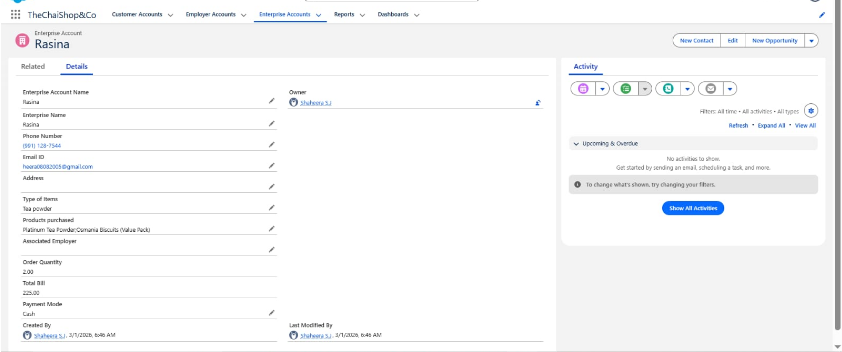 TheChaiShop&Co Customer Accounts Employer Accounts Enterprise Accounts Reports Dashboards
Enterprise Account
Rasina
New Contact Edit New Opportunity
Related Details
Enterprise Account Name
Rasina
Owner
Shaheera S.J
Enterprise Name
Rasina
Phone Number
(991) 128-7544
Email ID
heera08082005@gmail.com
Address
Type of Items
Tea powder
Products purchased
Platinum Tea Powder;Osmania Biscuits (Value Pack)
Associated Employer
Order Quantity
2.00
Total Bill
225.00
Payment Mode
Cash
Created By
Shaheera S.J, 3/1/2026, 6:46 AM
Last Modified By
Shaheera S.J, 3/1/2026, 6:46 AM
Activity
Filters: All time • All activities • All types
Refresh • Expand All • View All
Upcoming & Overdue
No activities to show.
Get started by sending an email, scheduling a task, and more.
To change what's shown, try changing your filters.
Show All Activities